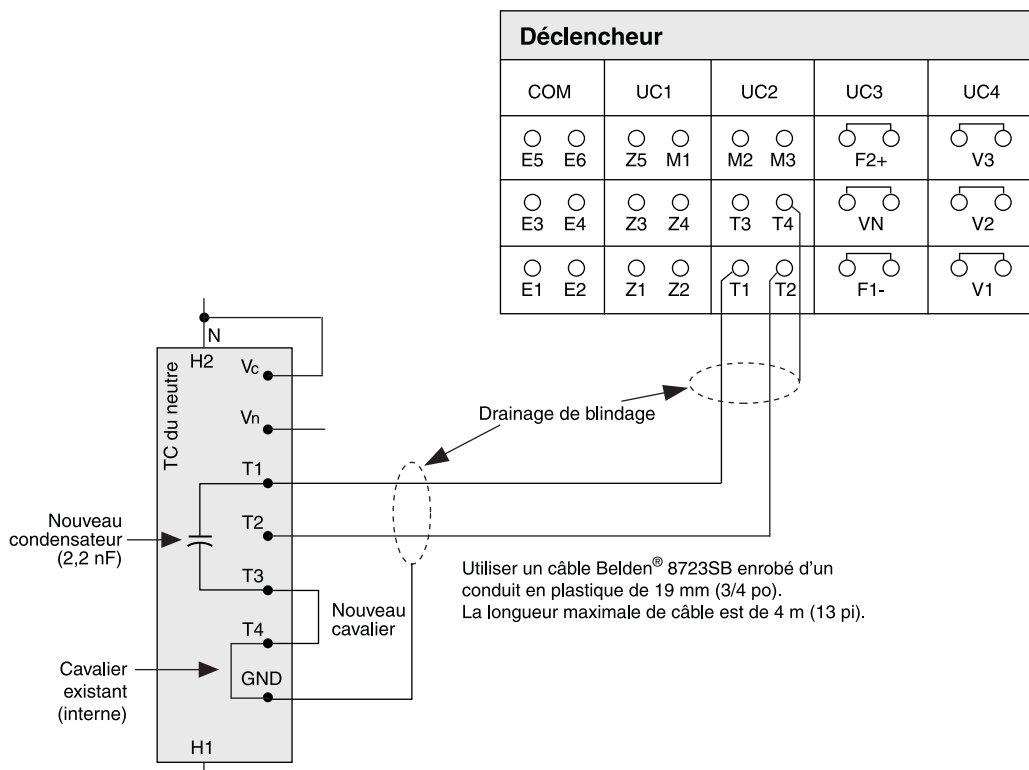 Déclencheur
COM UC1 UC2 UC3 UC4
E5 E6 Z5 M1 M2 M3 F2+ V3
E3 E4 Z3 Z4 T3 T4 VN V2
E1 E2 Z1 Z2 T1 T2 F1- V1
N
H2
Vc
TC du neutre
Vn
Drainage de blindage
T1
Nouveau
condensateur
(2,2 nF)
T2
T3
Utiliser un câble Belden® 8723SB enrobé d'un
conduit en plastique de 19 mm (3/4 po).
La longueur maximale de câble est de 4 m (13 pi).
Nouveau
cavalier
T4
Cavalier
existant
(interne)
GND
H1